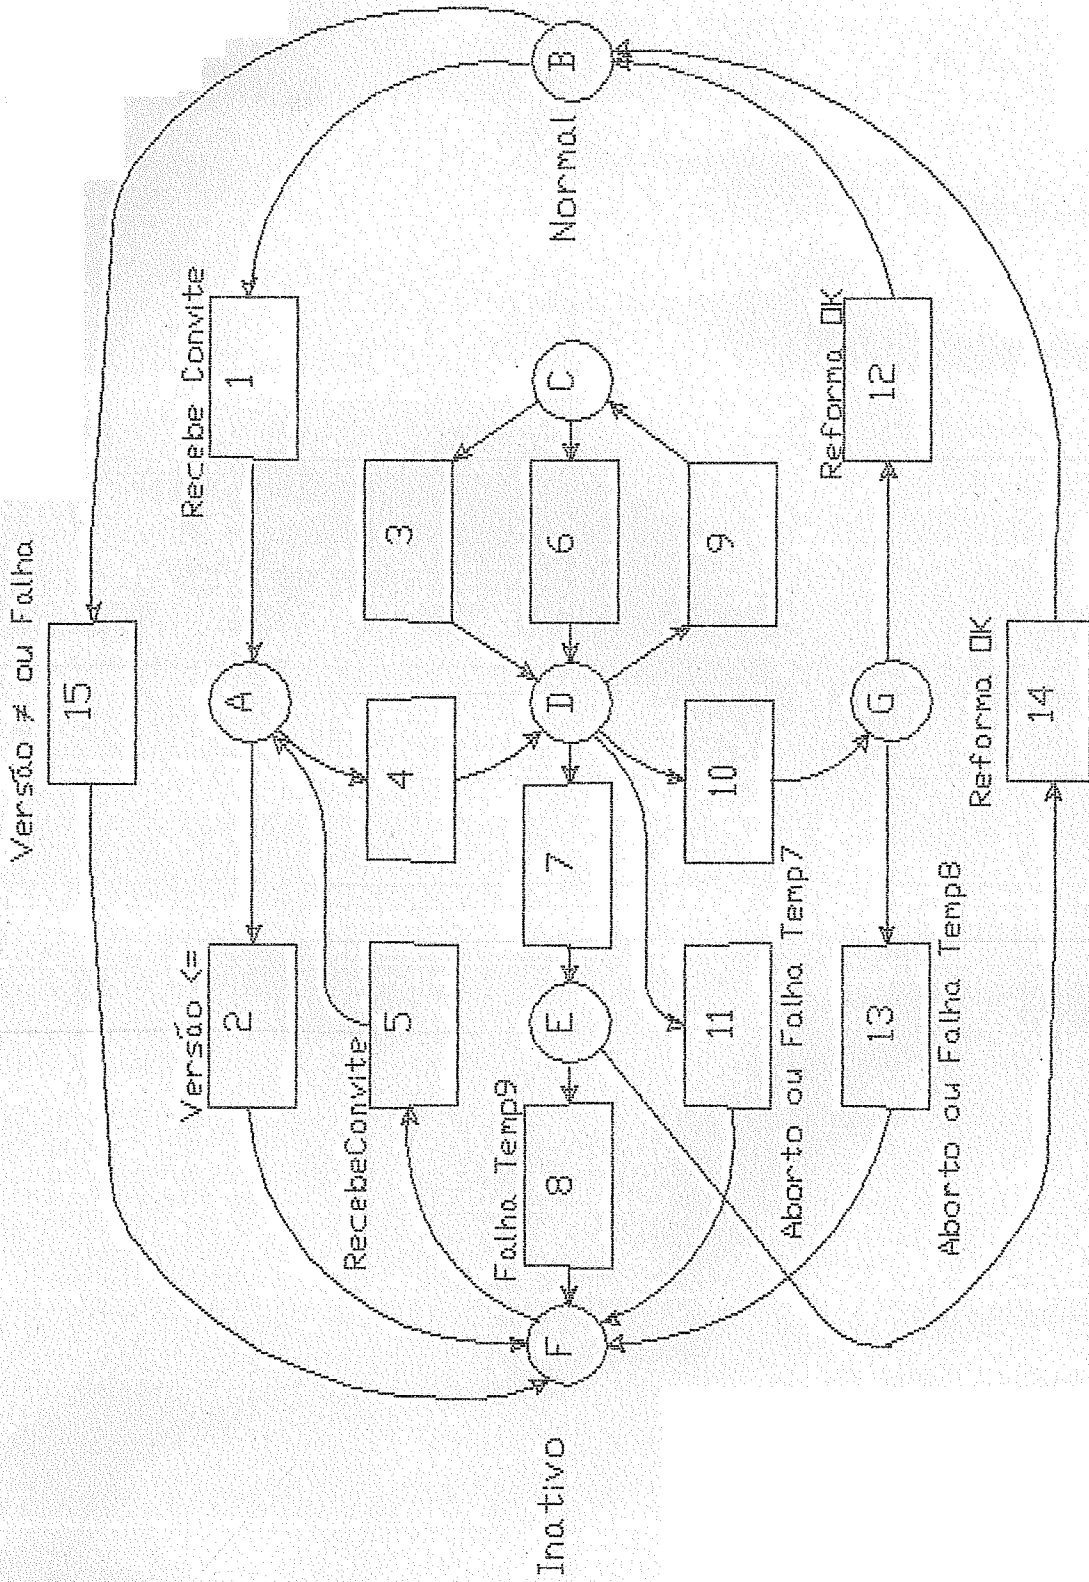 Versão ≠ ou Falha
15
Versão <=
2
A
Recebe Convite
1
RecebeConvite
5
4
3
Inativo
F
Falha Temp9
8
E
7
D
6
C
Normal
B
11
10
9
Aborto ou Falha Temp7
13
G
Reforma OK
12
Aborto ou Falha Temp8
Reforma OK
14